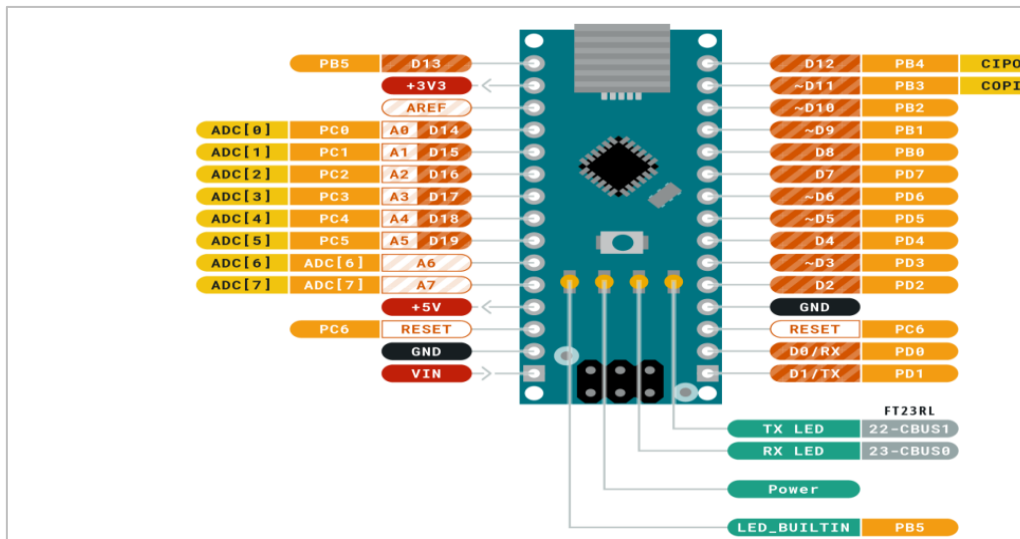 PB5 D13 D12 PB4 CIPO
+3V3 ~D11 PB3 COPI
AREF ~D10 PB2
ADC[0] PC0 A0 D14 ~D9 PB1
ADC[1] PC1 A1 D15 D8 PB0
ADC[2] PC2 A2 D16 D7 PD7
ADC[3] PC3 A3 D17 ~D6 PD6
ADC[4] PC4 A4 D18 ~D5 PD5
ADC[5] PC5 A5 D19 D4 PD4
ADC[6] ADC[6] A6 ~D3 PD3
ADC[7] ADC[7] A7 D2 PD2
+5V GND
PC6 RESET RESET PC6
GND D0/RX PD0
VIN D1/TX PD1
FT23RL
TX LED 22-CBUS1
RX LED 23-CBUS0
Power
LED_BUILTIN PB5